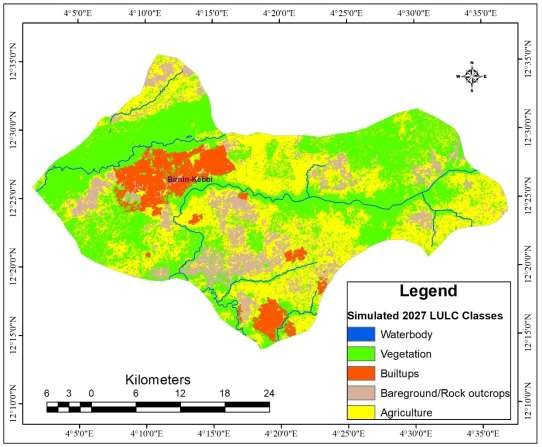 4°5'0"E 4°10'0"E 4°15'0"E 4°20'0"E 4°25'0"E 4°30'0"E 4°35'0"E
12°35'0"N 12°35'0"N
N
W E
S
12°30'0"N 12°30'0"N
Birnin-Kebbi
12°25'0"N 12°25'0"N
12°20'0"N 12°20'0"N
Legend
Simulated 2027 LULC Classes
Waterbody
Vegetation
Builtups
Bareground/Rock outcrops
Agriculture
12°15'0"N 12°15'0"N
Kilometers
6 3 0 6 12 18 24
12°10'0"N 12°10'0"N
4°5'0"E 4°10'0"E 4°15'0"E 4°20'0"E 4°25'0"E 4°30'0"E 4°35'0"E